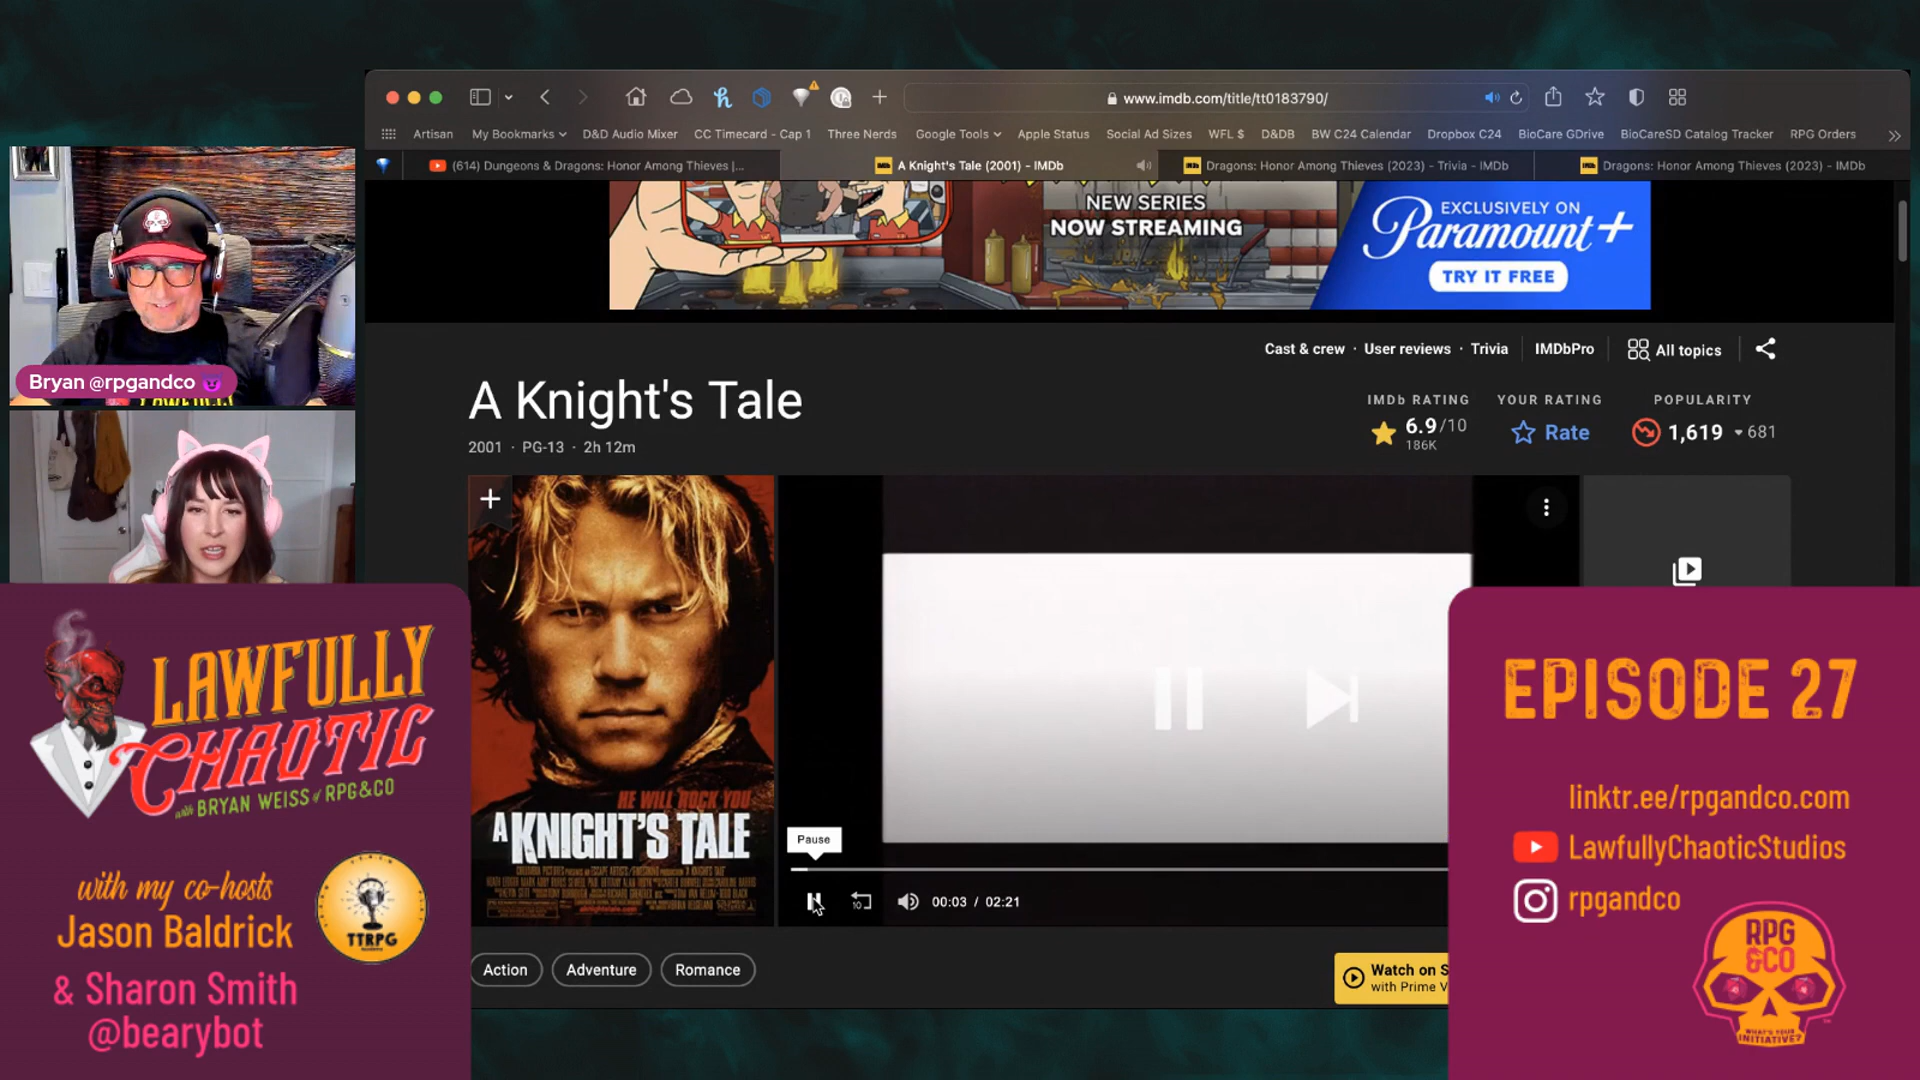 www.imdb.com/title/tt0183790/
Artisan My Bookmarks D&D Audio Mixer CC Timecard - Cap 1 Three Nerds Google Tools Apple Status Social Ad Sizes WFL $ D&DB BW C24 Calendar Dropbox C24 BioCare GDrive BioCareSD Catalog Tracker RPG Orders
(614) Dungeons & Dragons: Honor Among Thieves |...
A Knight's Tale (2001) - IMDb
Dragons: Honor Among Thieves (2023) - Trivia - IMDb
Dragons: Honor Among Thieves (2023) - IMDb
NEW SERIES
NOW STREAMING
EXCLUSIVELY ON
Paramount+
TRY IT FREE
Cast & crew · User reviews · Trivia IMDbPro All topics
A Knight's Tale
2001 · PG-13 · 2h 12m
IMDb RATING
6.9/10
186K
YOUR RATING
Rate
POPULARITY
1,619 681
Bryan @rpgandco 😈
HE WILL ROCK YOU
A KNIGHT'S TALE
Pause
10
00:03 / 02:21
Action
Adventure
Romance
Watch on S
with Prime V
LAWFULLY
CHAOTIC
with BRYAN WEISS of RPG&CO
with my co-hosts
Jason Baldrick
TTRPG
& Sharon Smith
@bearybot
EPISODE 27
linktr.ee/rpgandco.com
LawfullyChaoticStudios
rpgandco
RPG
&CO
WHAT'S YOUR
INITIATIVE?